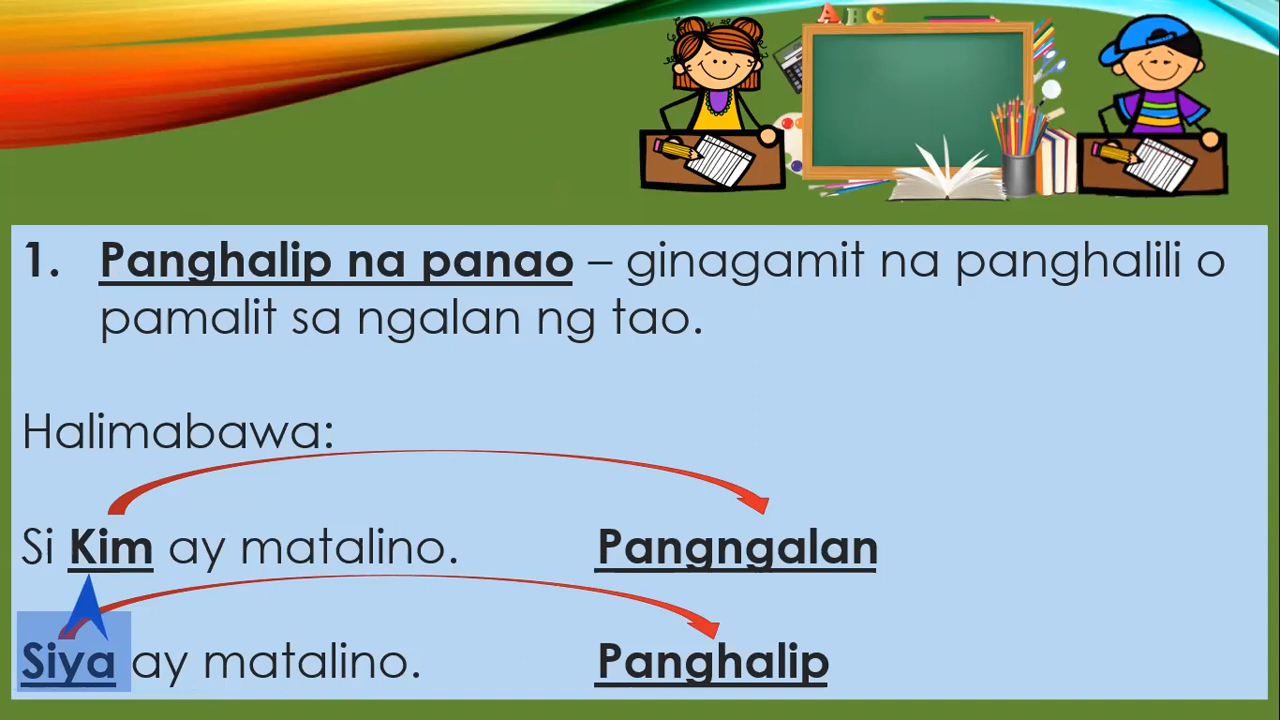 ABC
1. Panghalip na panao – ginagamit na panghalili o
pamalit sa ngalan ng tao.
Halimabawa:
Si Kim ay matalino. Pangngalan
Siya ay matalino. Panghalip